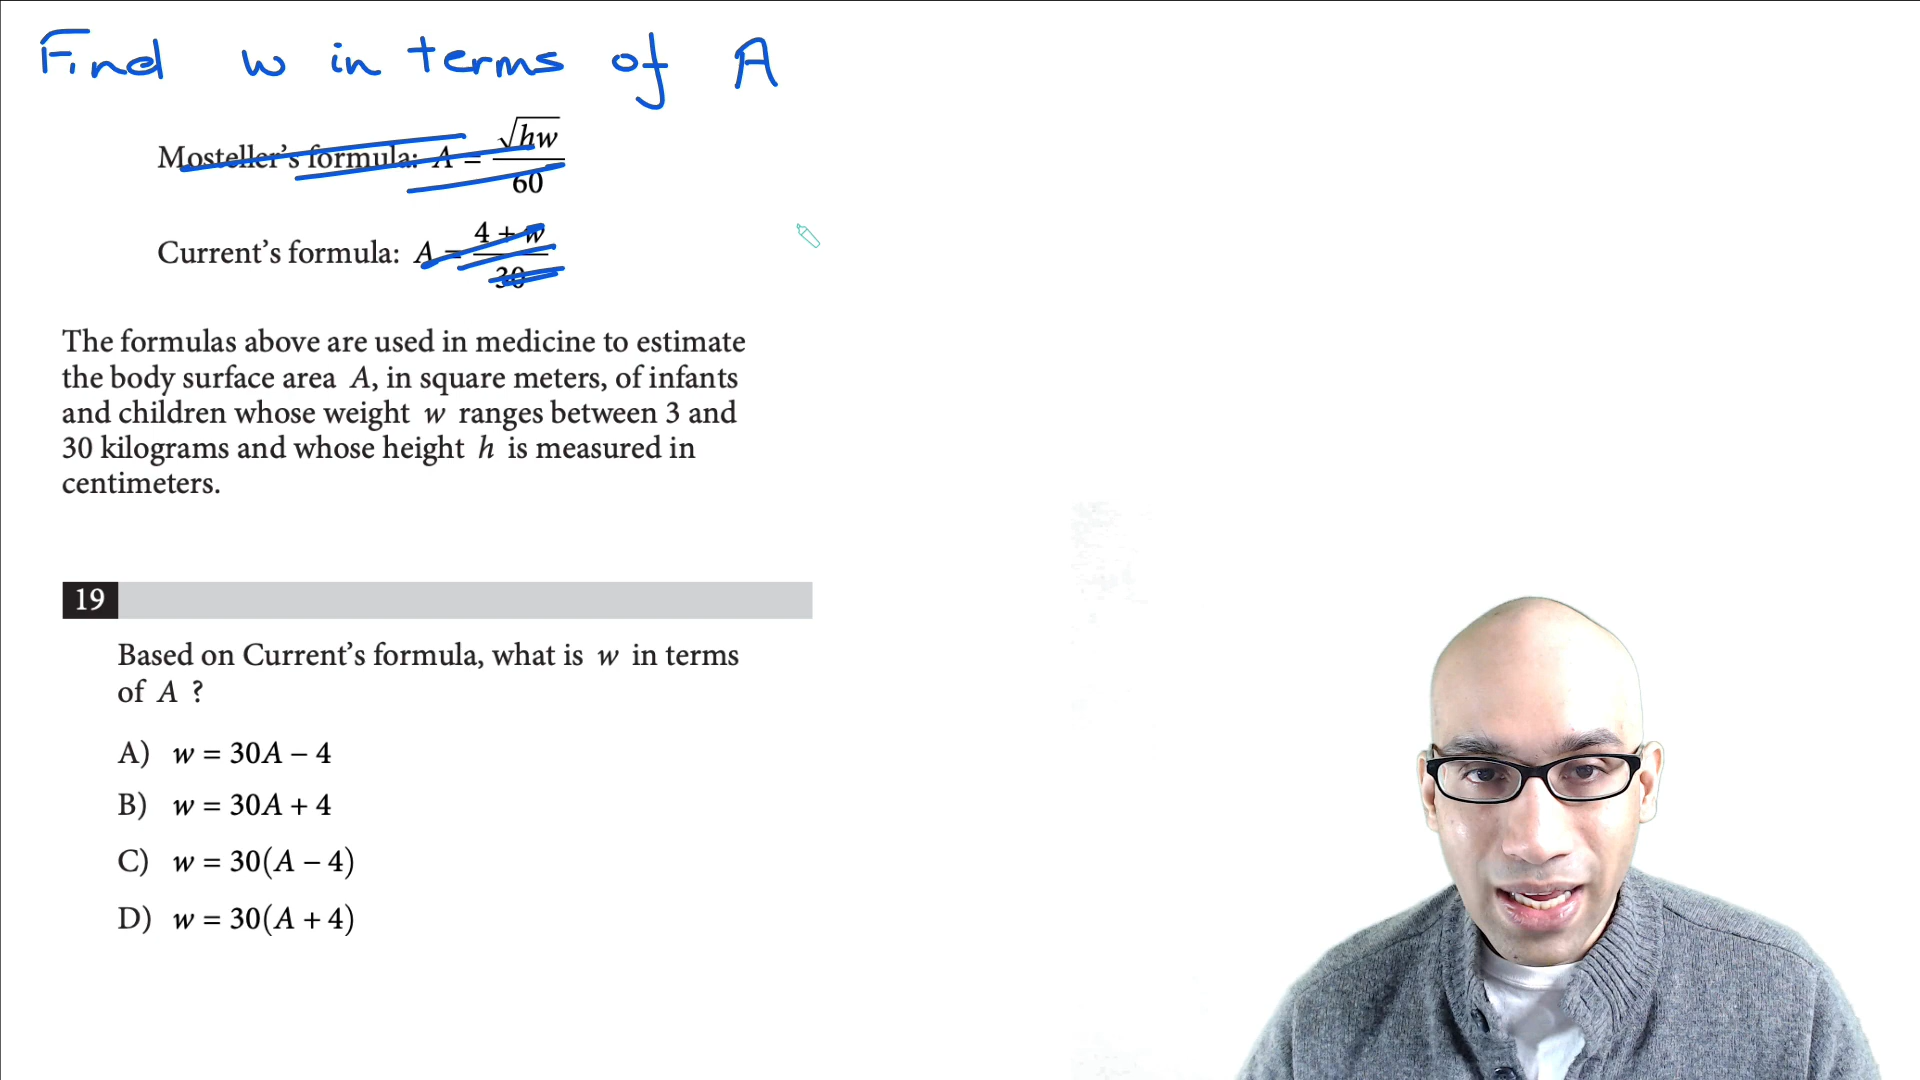 Find w in terms of A
Mosteller's formula: A = √hw / 60
Current's formula: A = 4 + w / 30
The formulas above are used in medicine to estimate
the body surface area A, in square meters, of infants
and children whose weight w ranges between 3 and
30 kilograms and whose height h is measured in
centimeters.
19
Based on Current's formula, what is w in terms
of A ?
A) w = 30A – 4
B) w = 30A + 4
C) w = 30(A – 4)
D) w = 30(A + 4)